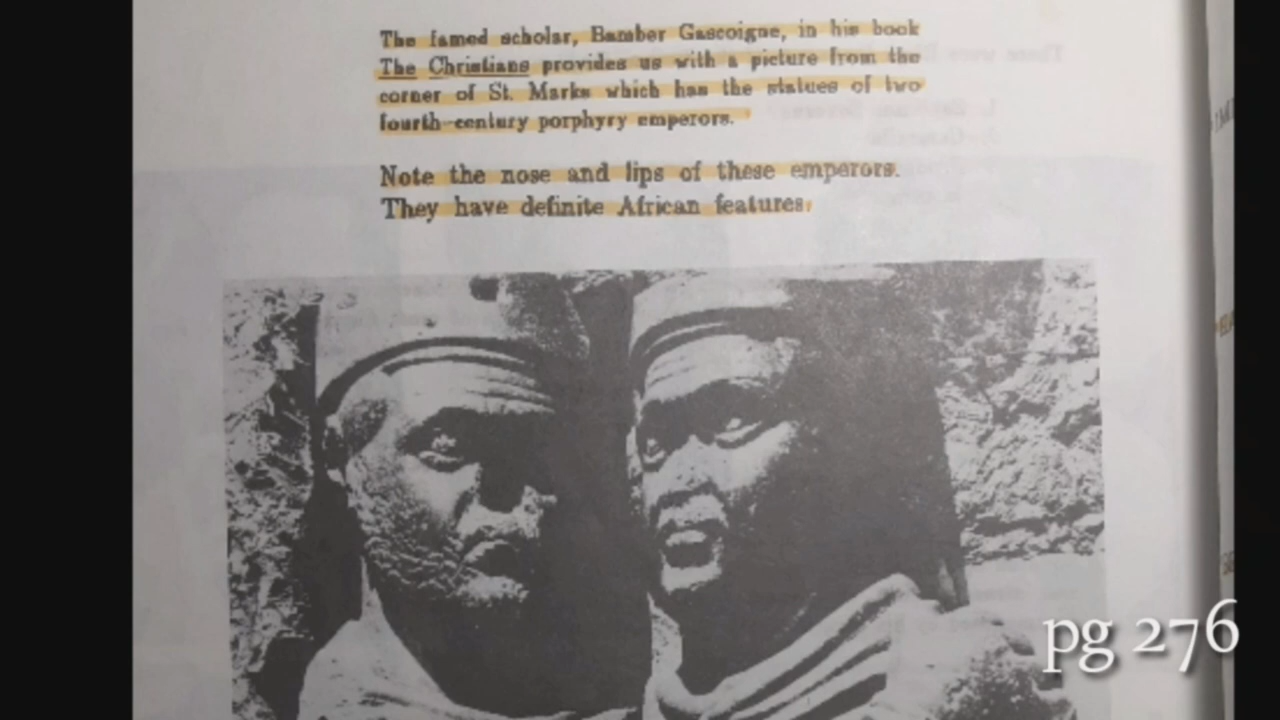 The famed scholar, Bamber Gascoigne, in his book
The Christians provides us with a picture from the
corner of St. Marks which has the statues of two
fourth-century porphyry emperors.
Note the nose and lips of these emperors.
They have definite African features.
pg 276